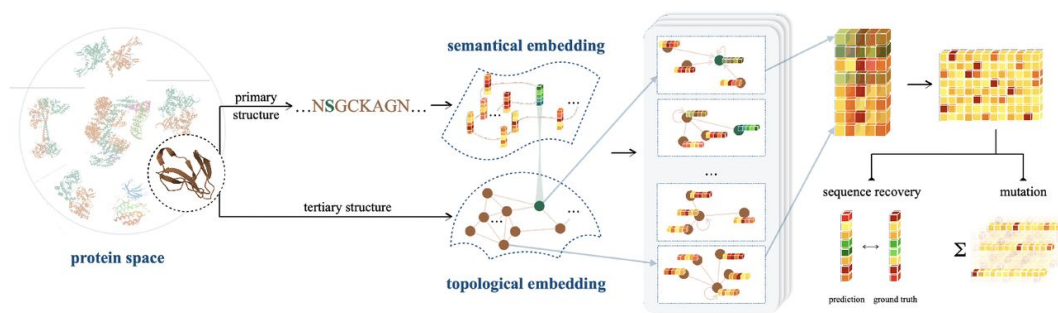 semantical embedding
primary
structure
...NSGCKAGN...
...
...
tertiary structure
...
...
topological embedding
protein space
...
sequence recovery
mutation
Σ
prediction
ground truth